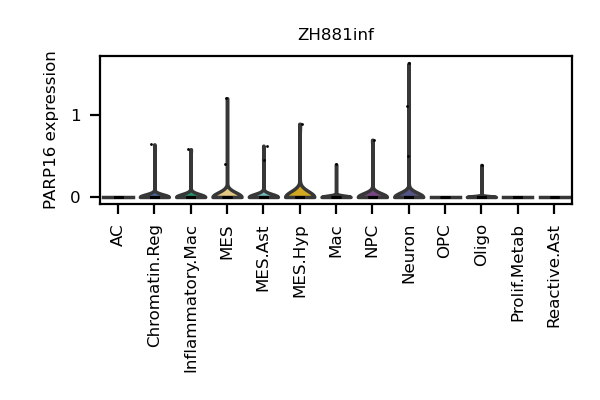 ZH881inf
PARP16 expression
1
0
AC
Chromatin.Reg
Inflammatory.Mac
MES
MES.Ast
MES.Hyp
Mac
NPC
Neuron
OPC
Oligo
Prolif.Metab
Reactive.Ast